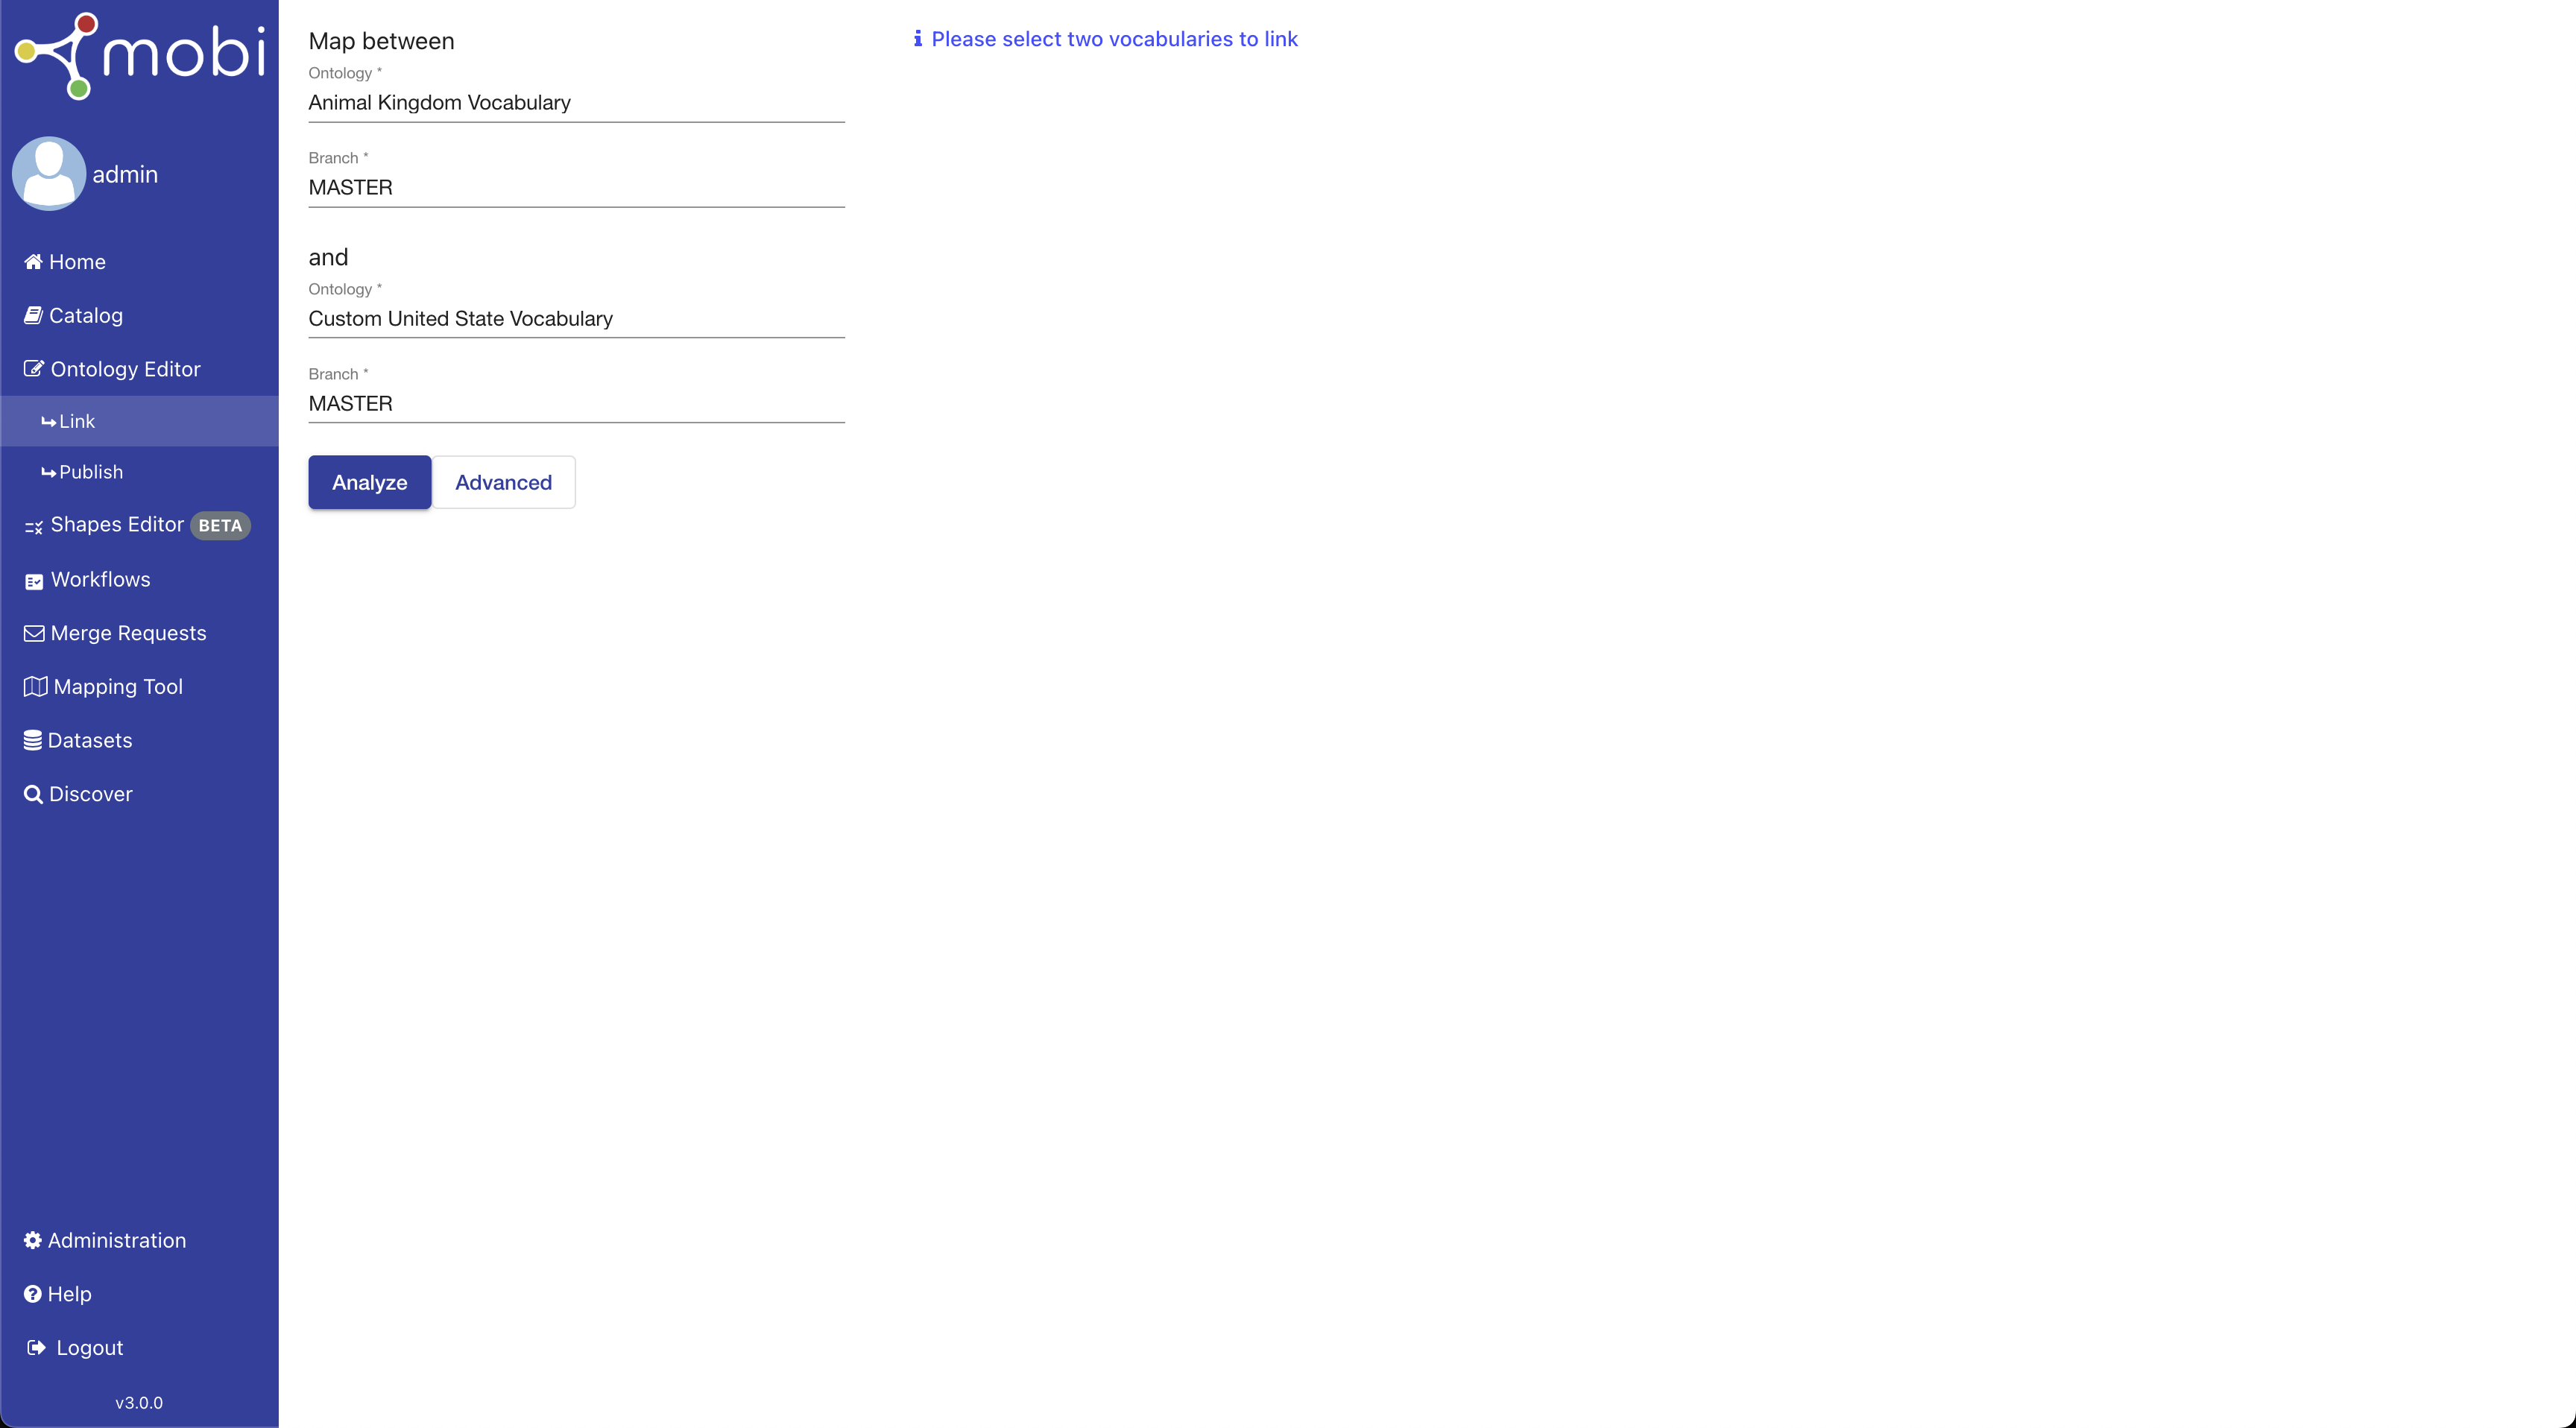 mobi
admin
Home
Catalog
Ontology Editor
Link
Publish
Shapes Editor BETA
Workflows
Merge Requests
Mapping Tool
Datasets
Discover
Administration
Help
Logout
v3.0.0
Map between
Ontology *
Animal Kingdom Vocabulary
Branch *
MASTER
and
Ontology *
Custom United State Vocabulary
Branch *
MASTER
Analyze Advanced
Please select two vocabularies to link